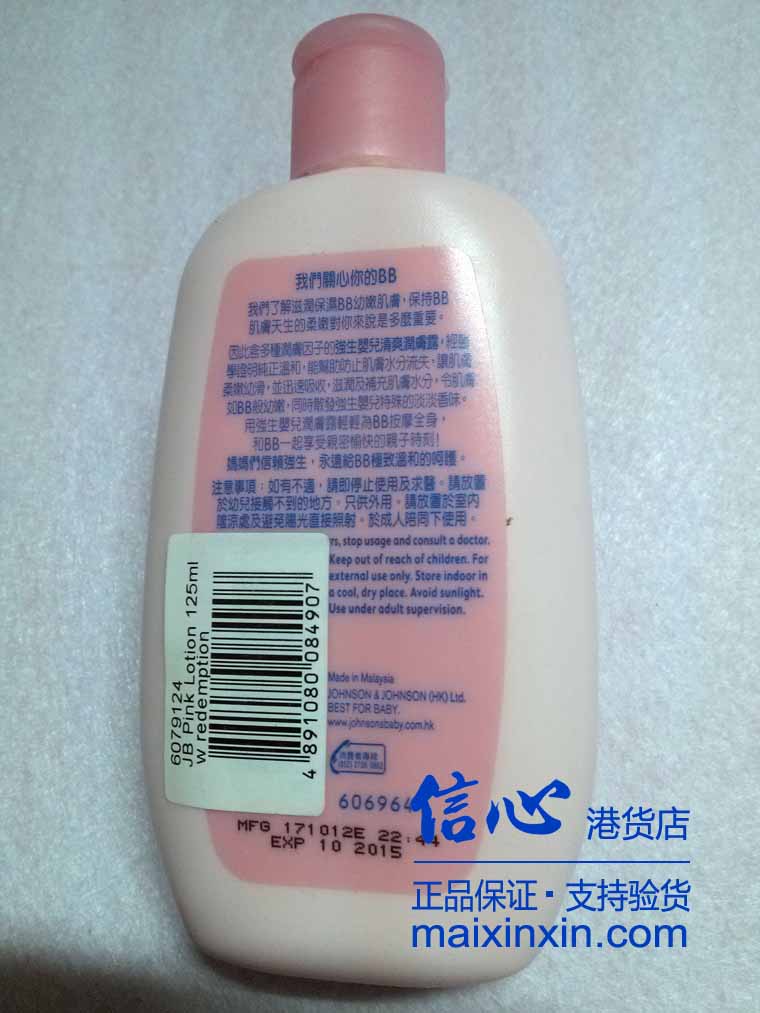 我們關心你的BB
我們了解滋潤保濕BB幼嫩肌膚，保持BB
肌膚天生的柔嫩對你來說是多麼重要。
因此含多種潤膚因子的強生嬰兒清爽潤膚露，經醫
學證明純正溫和，能幫助防止肌膚水分流失，讓肌膚
柔嫩幼滑，並迅速吸收，滋潤及補充肌膚水分，令肌膚
如BB般幼嫩，同時散發強生嬰兒特殊的淡淡香味。
用強生嬰兒潤膚露輕輕為BB按摩全身，
和BB一起享受親密愉快的親子時刻！
媽媽們信賴強生，永遠給BB極致溫和的呵護。
注意事項：如有不適，請即停止使用及求醫。請放置
於幼兒接觸不到的地方。只供外用。請放置於室內
陰涼處及避免陽光直接照射。於成人陪同下使用。
rs, stop usage and consult a doctor.
Keep out of reach of children. For
external use only. Store indoor in
a cool, dry place. Avoid sunlight.
Use under adult supervision.
6079124
JB Pink Lotion 125ml
w redemption
4 891080 084907
Made in Malaysia
JOHNSON & JOHNSON (HK) Ltd.
BEST FOR BABY.
www.johnsonsbaby.com.hk
消費者專線
606964
MFG 171012E 22:44
EXP 10 2015
信心 港货店
正品保证·支持验货
maixinxin.com